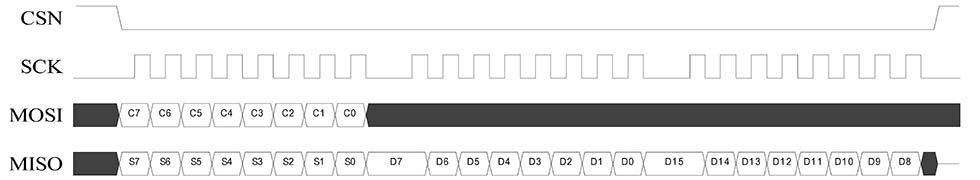 CSN
SCK
MOSI C7 C6 C5 C4 C3 C2 C1 C0
MISO S7 S6 S5 S4 S3 S2 S1 S0 D7 D6 D5 D4 D3 D2 D1 D0 D15 D14 D13 D12 D11 D10 D9 D8